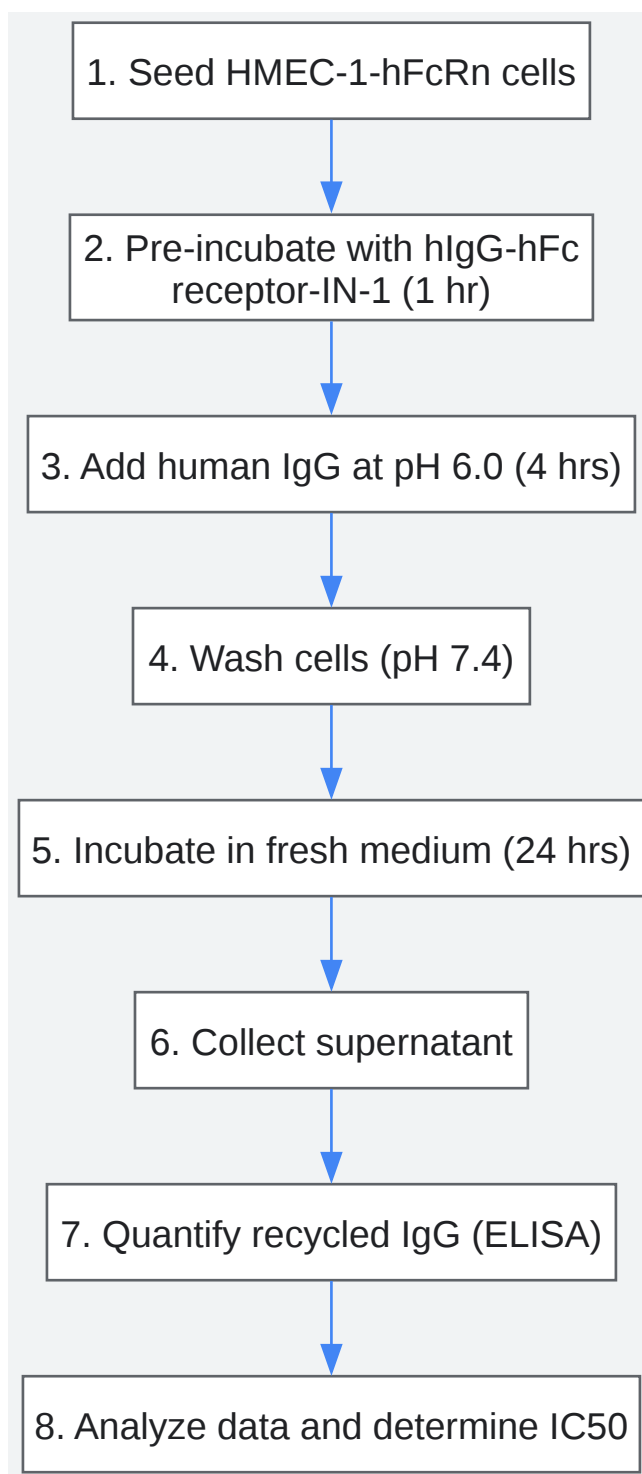 1. Seed HMEC-1-hFcRn cells
2. Pre-incubate with hIgG-hFc
receptor-IN-1 (1 hr)
3. Add human IgG at pH 6.0 (4 hrs)
4. Wash cells (pH 7.4)
5. Incubate in fresh medium (24 hrs)
6. Collect supernatant
7. Quantify recycled IgG (ELISA)
8. Analyze data and determine IC50